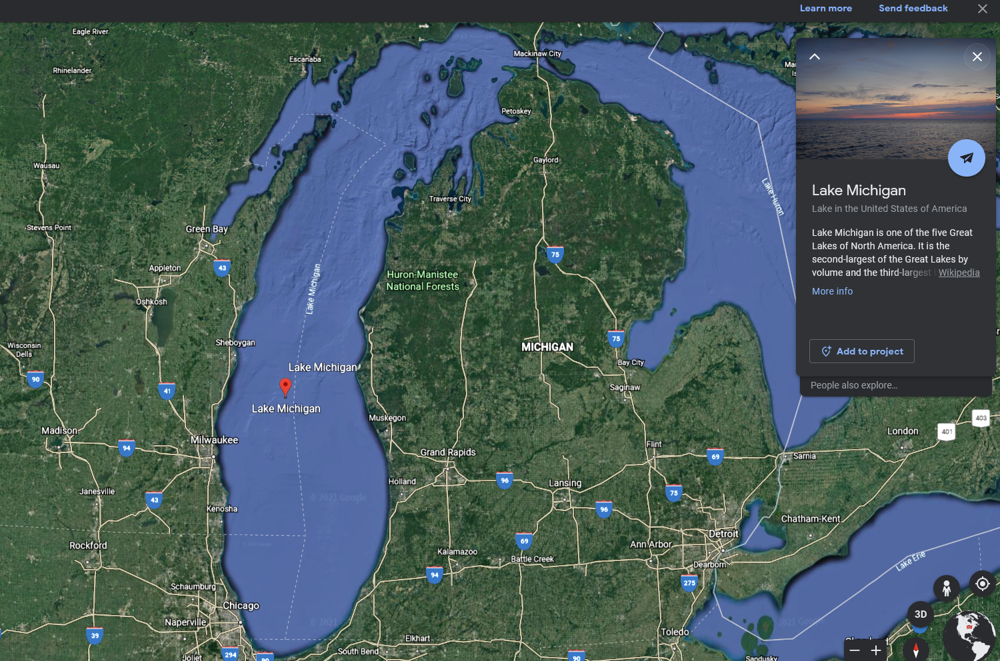 Learn more
Send feedback
Eagle River
Mackinaw City
Escanaba
Rhinelander
Petoskey
Wausau
Gaylord
Lake Huron
Traverse City
Stevens Point
Green Bay
75
43
Appleton
Lake Michigan
Huron-Manistee
National Forests
Oshkosh
Sheboygan
75
Wisconsin
Dells
MICHIGAN
Bay City
Lake Michigan
90
41
Saginaw
Lake Michigan
Muskegon
Madison
Milwaukee
94
Grand Rapids
Flint
69
Sarnia
London
401
403
Holland
96
Lansing
75
Janesville
43
© 2021 Google
Kenosha
96
Chatham-Kent
Rockford
69
Detroit
Ann Arbor
Kalamazoo
Battle Creek
Dearborn
Lake Erie
94
275
Schaumburg
Chicago
Naperville
© 2021
2021 Google
39
Toledo
Elkhart
South Bend
Joliet
294
90
90
Sandusky
Lake Michigan
Lake in the United States of America
Lake Michigan is one of the five Great
Lakes of North America. It is the
second-largest of the Great Lakes by
volume and the third-largest Wikipedia
More info
Add to project
People also explore…
3D